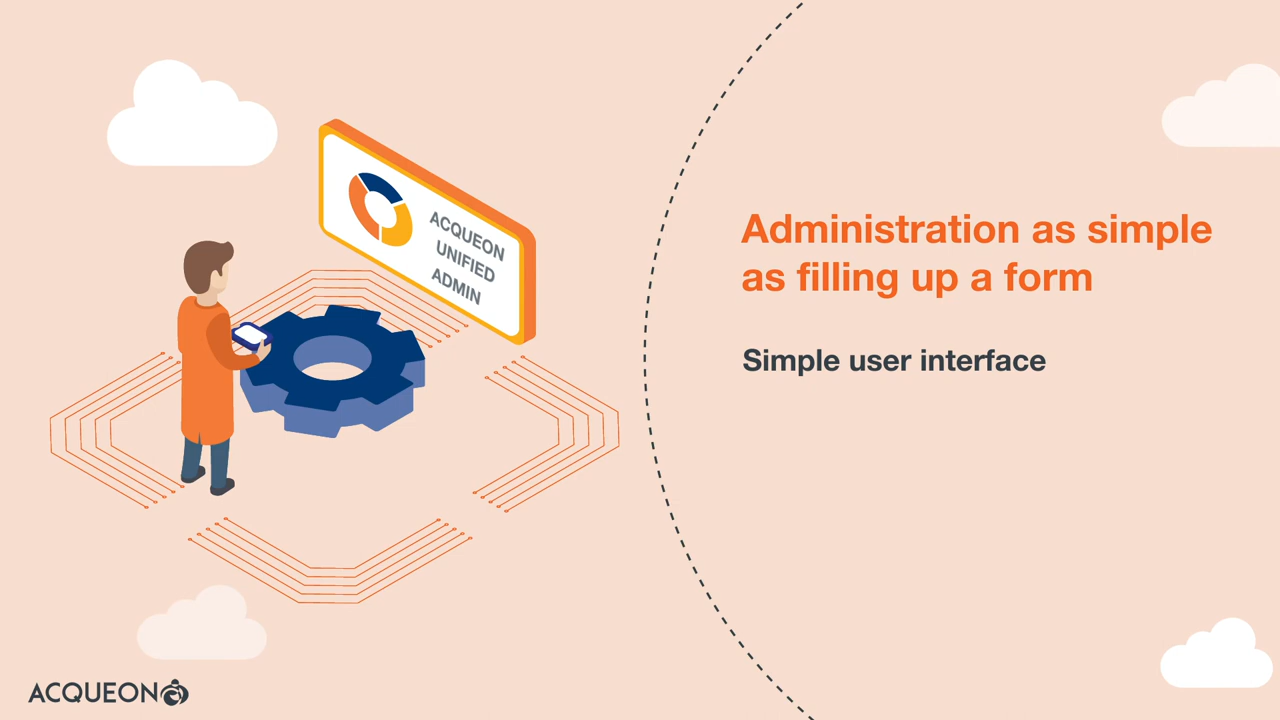 ACQUEON
UNIFIED
ADMIN
Administration as simple
as filling up a form
Simple user interface
ACQUEON